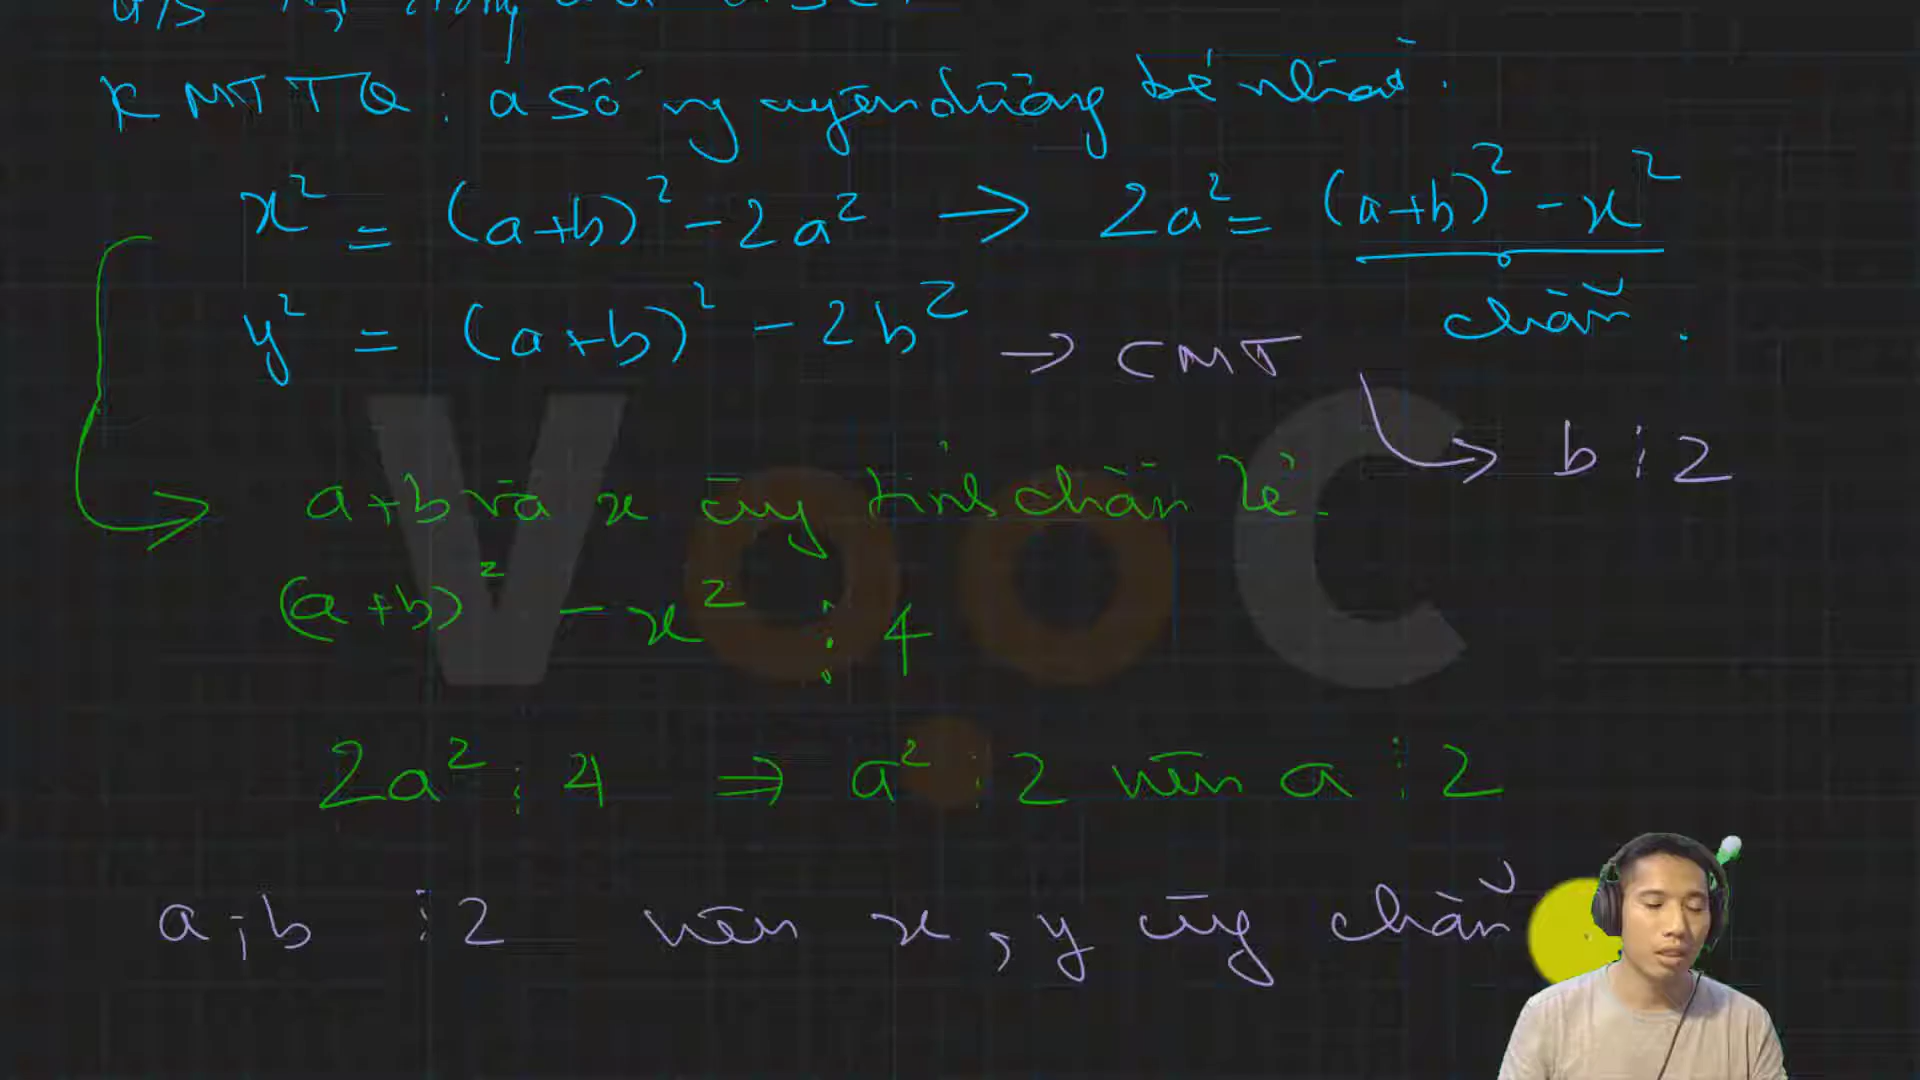 KMTTQ: a số nguyên dương bé nhất.
x² = (a+b)² - 2a² → 2a² = (a+b)² - x²
chẵn.
y² = (a+b)² - 2b² → CMT
→ b ⋮ 2
a+b và x cùng tính chẵn lẻ.
(a+b)² - x² ⋮ 4
2a² ⋮ 4 ⇒ a² ⋮ 2 nên a ⋮ 2
a;b ⋮ 2 nên x, y cũng chẵn
VOOC